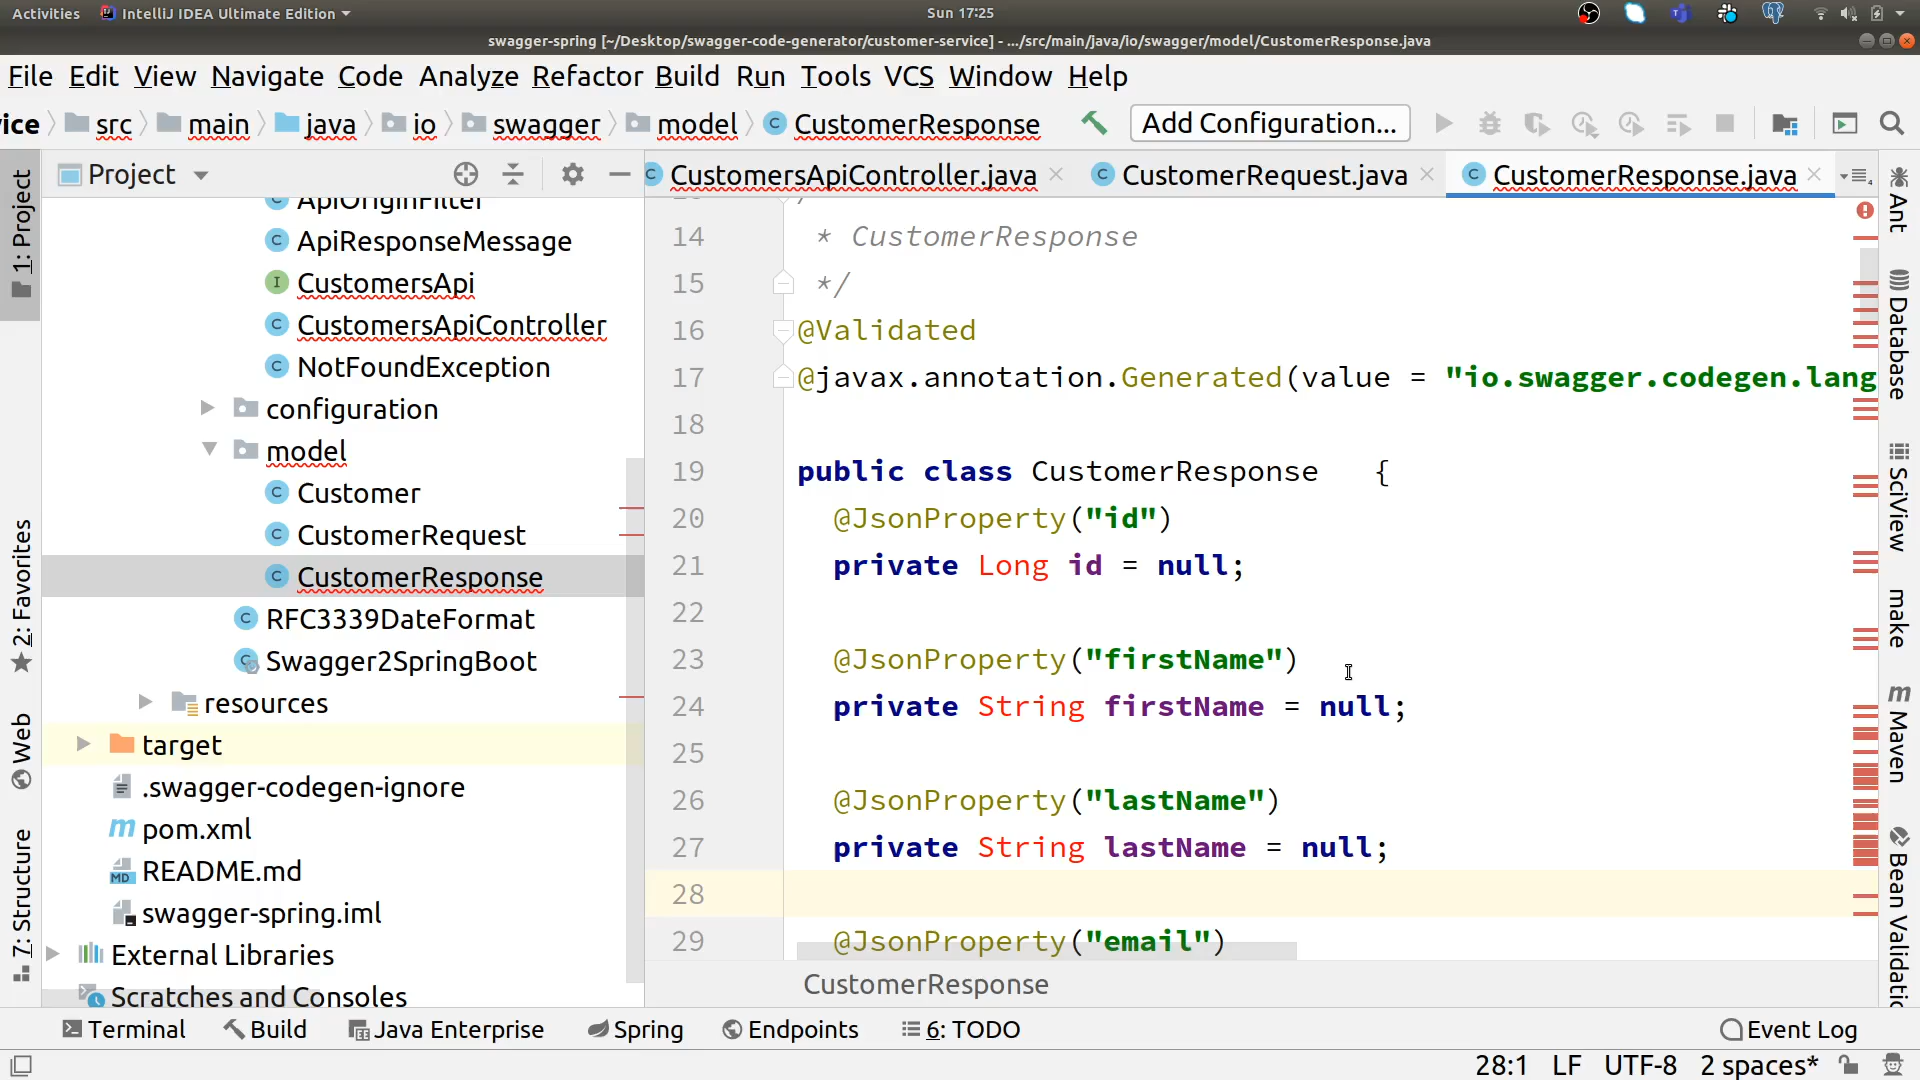 Activities IntelliJ IDEA Ultimate Edition Sun 17:25
swagger-spring [~/Desktop/swagger-code-generator/customer-service] - .../src/main/java/io/swagger/model/CustomerResponse.java
File Edit View Navigate Code Analyze Refactor Build Run Tools VCS Window Help
ice src main java io swagger model CustomerResponse Add Configuration...
Project
CustomersApiController.java CustomerRequest.java CustomerResponse.java
1: Project
2: Favorites
Web
7: Structure
ApiOriginFilter
ApiResponseMessage
CustomersApi
CustomersApiController
NotFoundException
configuration
model
Customer
CustomerRequest
CustomerResponse
RFC3339DateFormat
Swagger2SpringBoot
resources
target
.swagger-codegen-ignore
pom.xml
README.md
swagger-spring.iml
External Libraries
Scratches and Consoles
14 * CustomerResponse
15 */
16 @Validated
17 @javax.annotation.Generated(value = "io.swagger.codegen.lang
18
19 public class CustomerResponse {
20 @JsonProperty("id")
21 private Long id = null;
22
23 @JsonProperty("firstName")
24 private String firstName = null;
25
26 @JsonProperty("lastName")
27 private String lastName = null;
28
29 @JsonProperty("email")
CustomerResponse
Ant
Database
SciView
make
Maven
Bean Validatic
Terminal Build Java Enterprise Spring Endpoints 6: TODO Event Log
28:1 LF UTF-8 2 spaces*